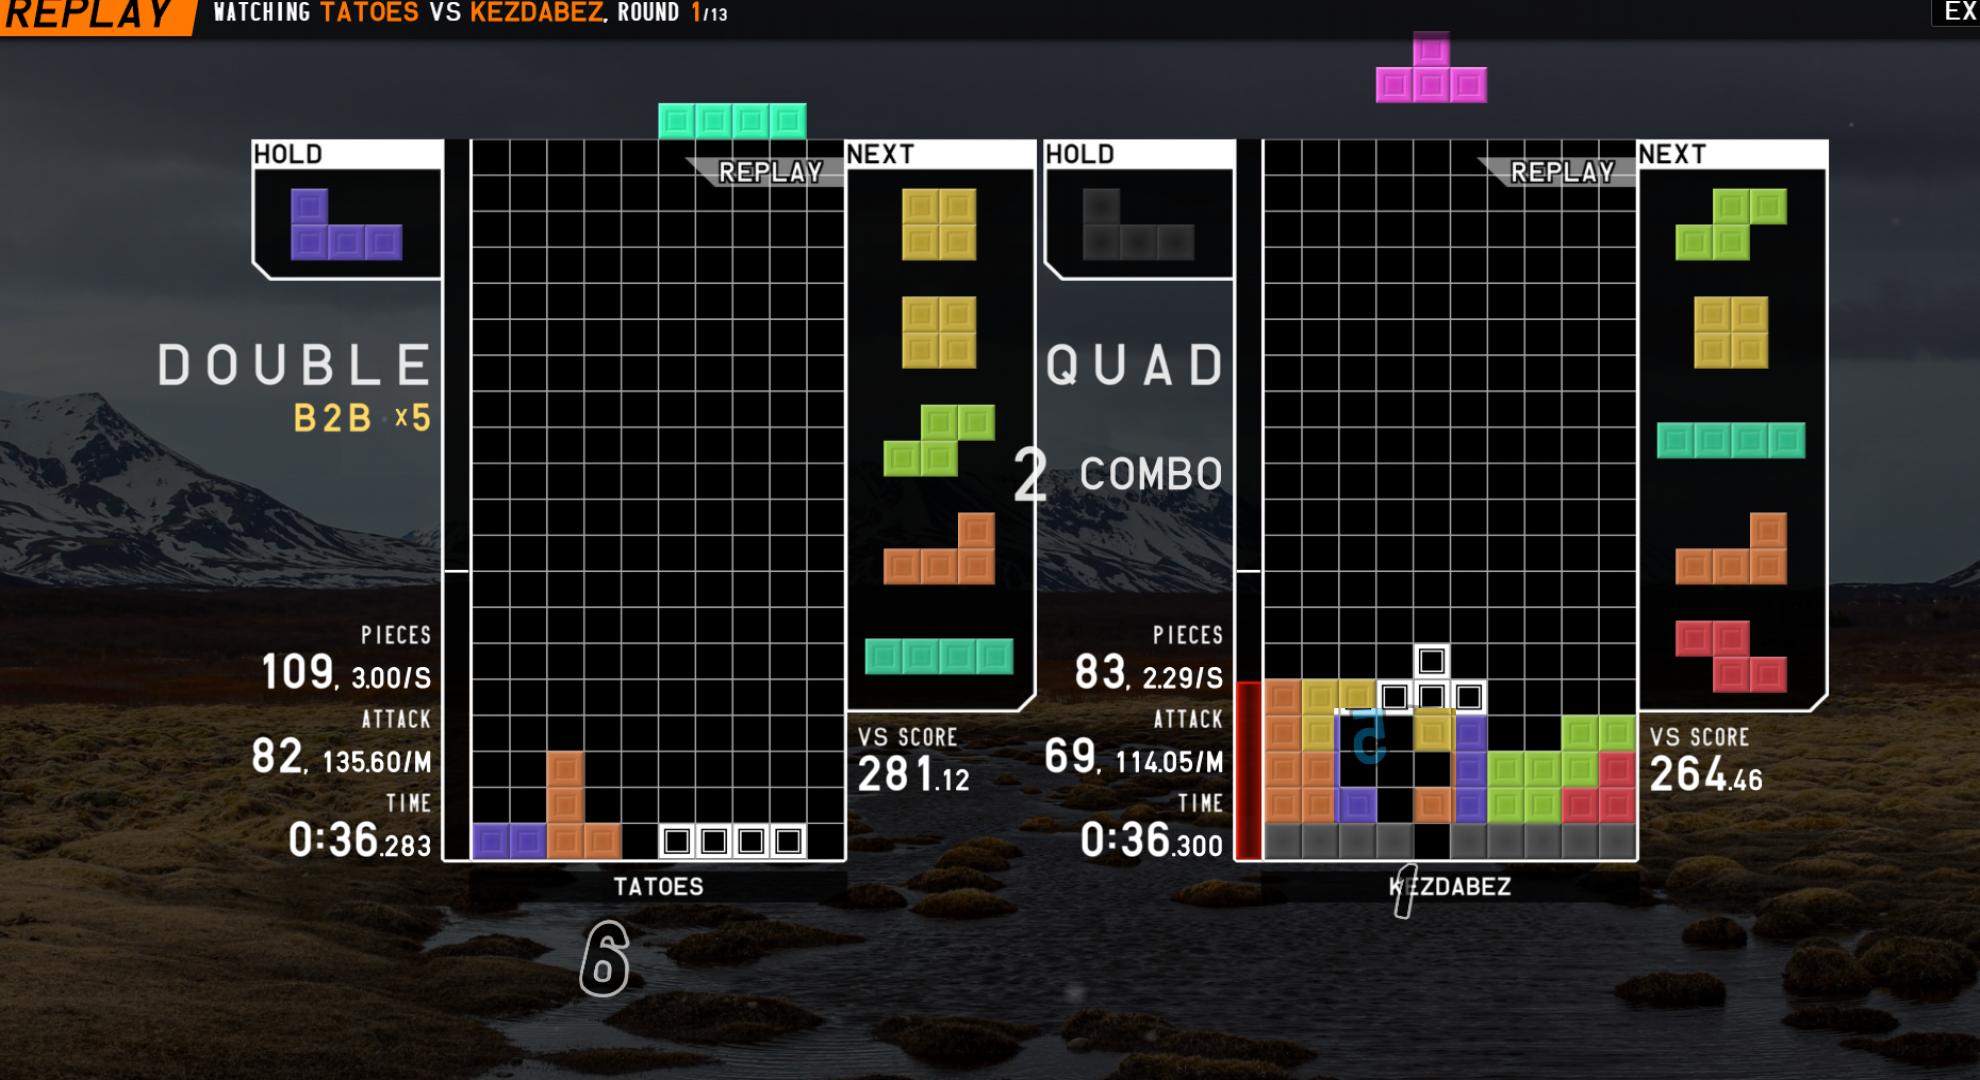 REPLAY WATCHING TATOES VS KEZDABEZ, ROUND 1/13
EX
HOLD
REPLAY
NEXT
DOUBLE
B2B x5
PIECES
109, 3.00/S
ATTACK
82, 135.60/M
TIME
0:36.283
VS SCORE
281.12
TATOES
6
HOLD
REPLAY
NEXT
QUAD
2 COMBO
PIECES
83, 2.29/S
ATTACK
69, 114.05/M
TIME
0:36.300
VS SCORE
264.46
KEZDABEZ
1